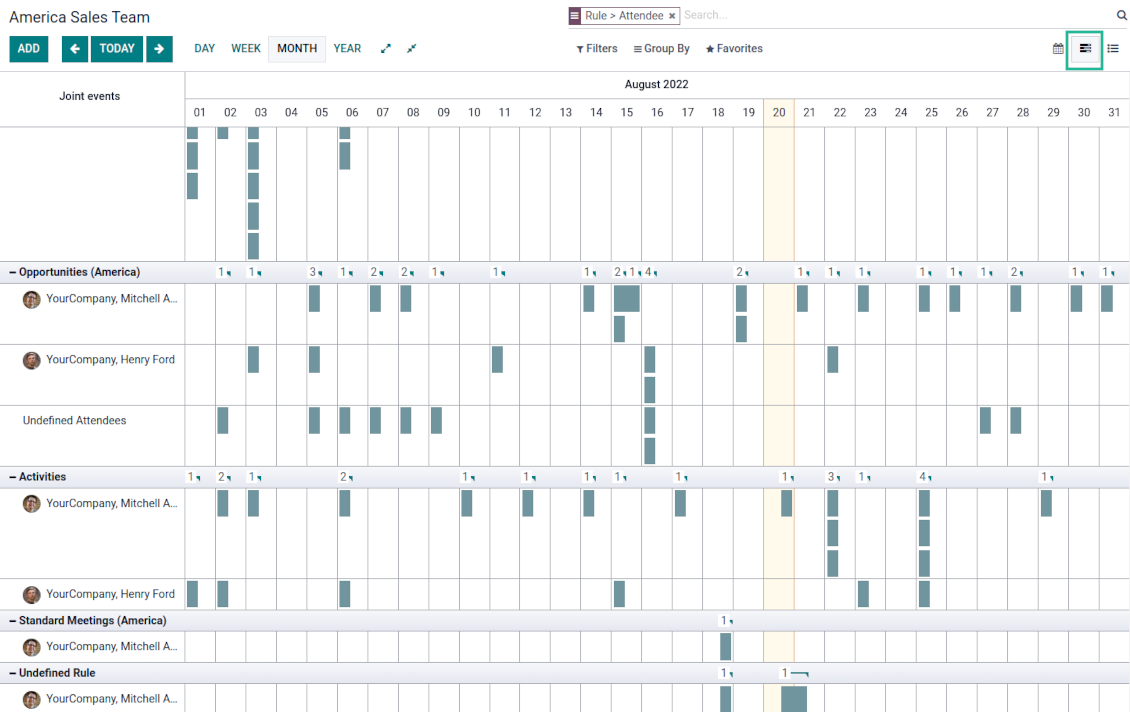 America Sales Team
Rule > Attendee × Search...
ADD TODAY DAY WEEK MONTH YEAR
Filters Group By Favorites
Joint events
August 2022
01 02 03 04 05 06 07 08 09 10 11 12 13 14 15 16 17 18 19 20 21 22 23 24 25 26 27 28 29 30 31
Opportunities (America) 1 1 3 1 2 2 1 1 1 2 1 4 2 1 1 1 1 1 1 2 1 1
YourCompany, Mitchell A...
YourCompany, Henry Ford
Undefined Attendees
Activities 1 2 1 2 1 1 1 1 1 1 3 1 4 1
YourCompany, Mitchell A...
YourCompany, Henry Ford
Standard Meetings (America) 1
YourCompany, Mitchell A...
Undefined Rule 1 1
YourCompany, Mitchell A...